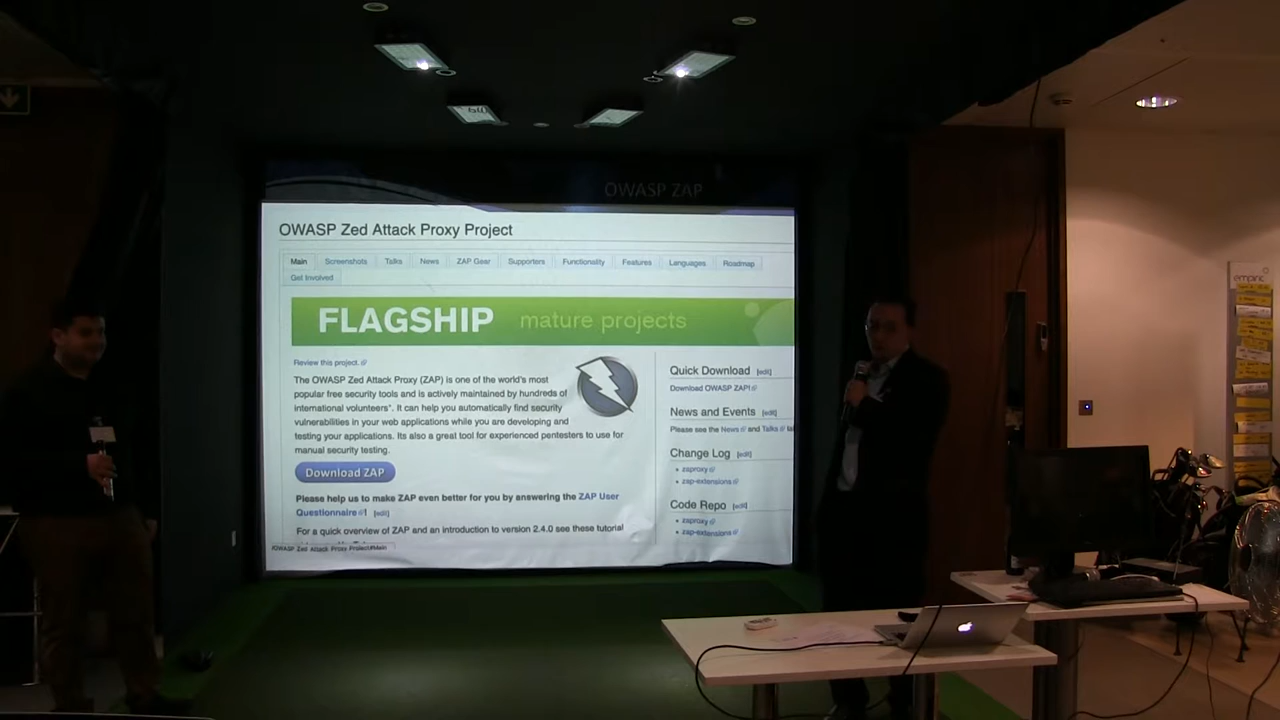 OWASP ZAP
OWASP Zed Attack Proxy Project
Main Screenshots Talks News ZAP Gear Supporters Functionality Features Languages Roadmap
Get Involved
FLAGSHIP mature projects
Review this project.
The OWASP Zed Attack Proxy (ZAP) is one of the world's most
popular free security tools and is actively maintained by hundreds of
international volunteers*. It can help you automatically find security
vulnerabilities in your web applications while you are developing and
testing your applications. Its also a great tool for experienced pentesters to use for
manual security testing.
Download ZAP
Please help us to make ZAP even better for you by answering the ZAP User
Questionnaire! [edit]
For a quick overview of ZAP and an introduction to version 2.4.0 see these tutorial
/OWASP Zed Attack Proxy Project#Main
Quick Download [edit]
Download OWASP ZAP!
News and Events [edit]
Please see the News and Talks
Change Log [edit]
zaproxy
zap-extensions
Code Repo [edit]
zaproxy
zap-extensions
empiric